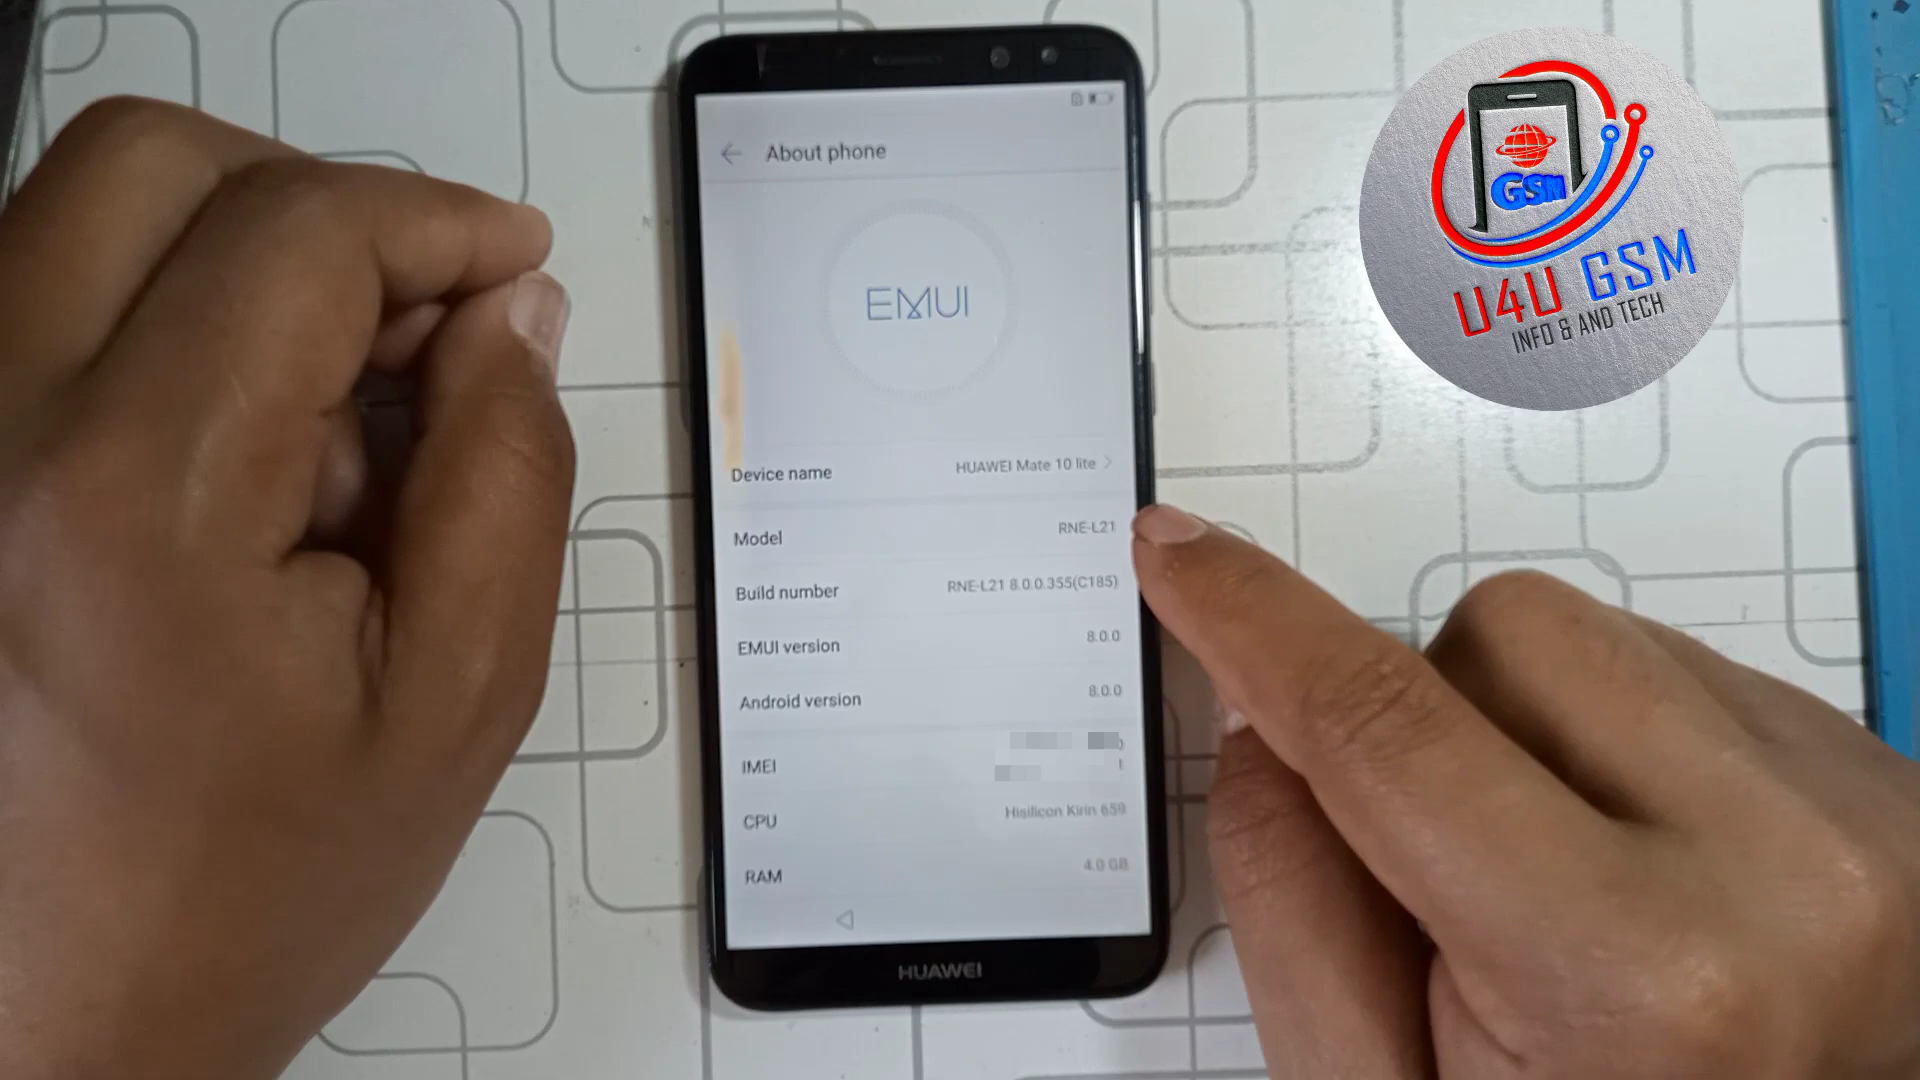 About phone
EMUI
Device name HUAWEI Mate 10 lite
Model RNE-L21
Build number RNE-L21 8.0.0.355(C185)
EMUI version 8.0.0
Android version 8.0.0
IMEI
CPU Hisilicon Kirin 659
RAM 4.0 GB
HUAWEI
GSM
U4U GSM
INFO & AND TECH